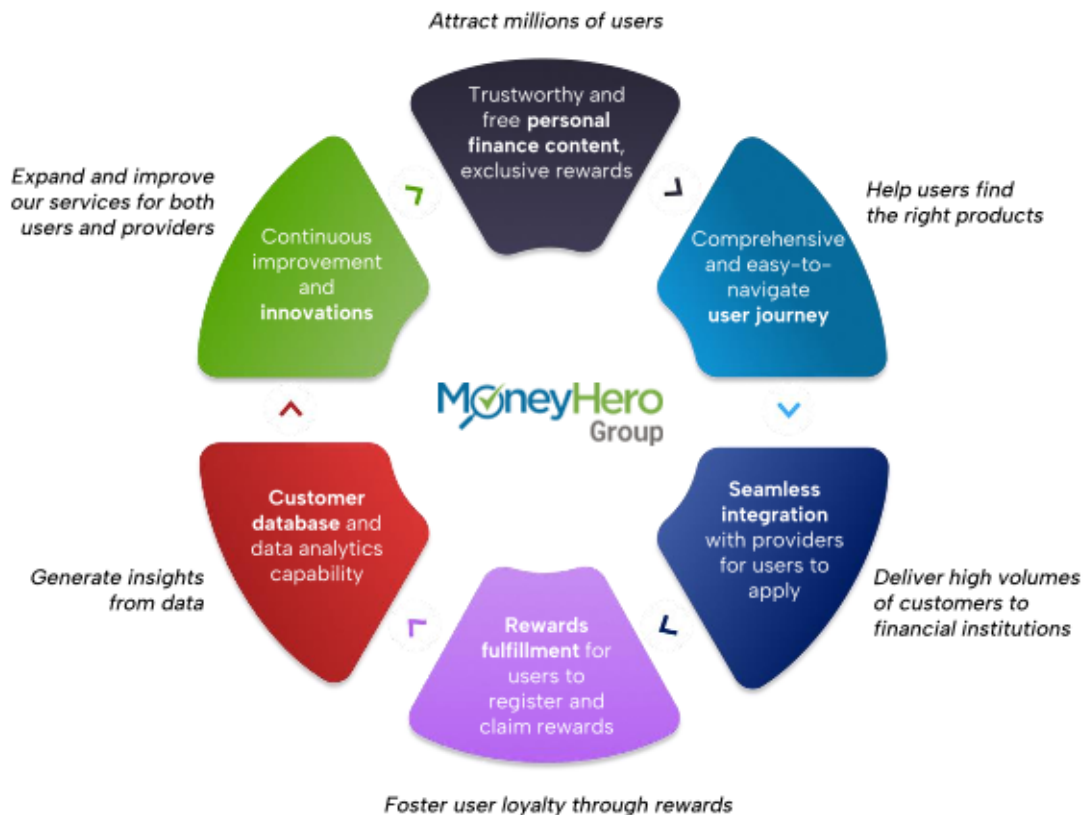 Attract millions of users
Trustworthy and
free personal
finance content,
exclusive rewards
Help users find
the right products
Comprehensive
and easy-to-
navigate
user journey
Seamless
integration
with providers
for users to
apply
Deliver high volumes
of customers to
financial institutions
Rewards
fulfillment for
users to
register and
claim rewards
Foster user loyalty through rewards
Customer
database and
data analytics
capability
Generate insights
from data
Continuous
improvement
and
innovations
Expand and improve
our services for both
users and providers
MoneyHero
Group